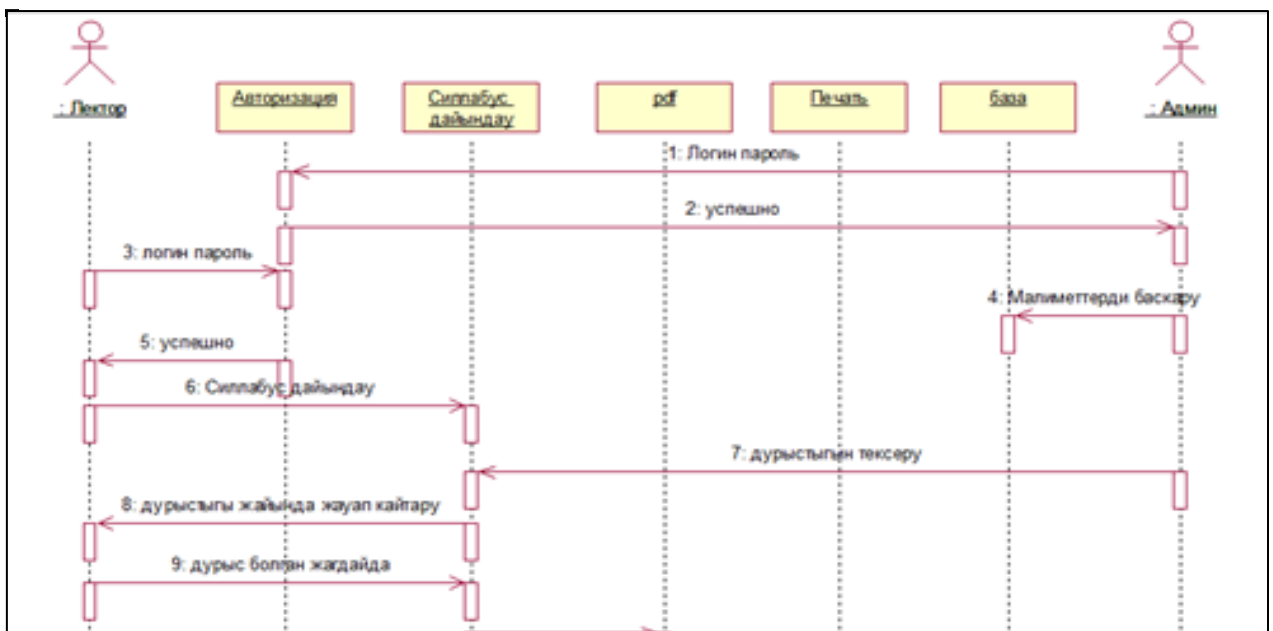 : Лектор
Авторизация
Силлабус
дайындау
pdf
Печать
база
: Админ
1: Логин пароль
2: успешно
3: логин пароль
4: Малиметтерди баскару
5: успешно
6: Силлабус дайындау
7: дурыстыгын тексеру
8: дурыстыгы жайында жауап кайтару
9: дурыс болган жагдайда